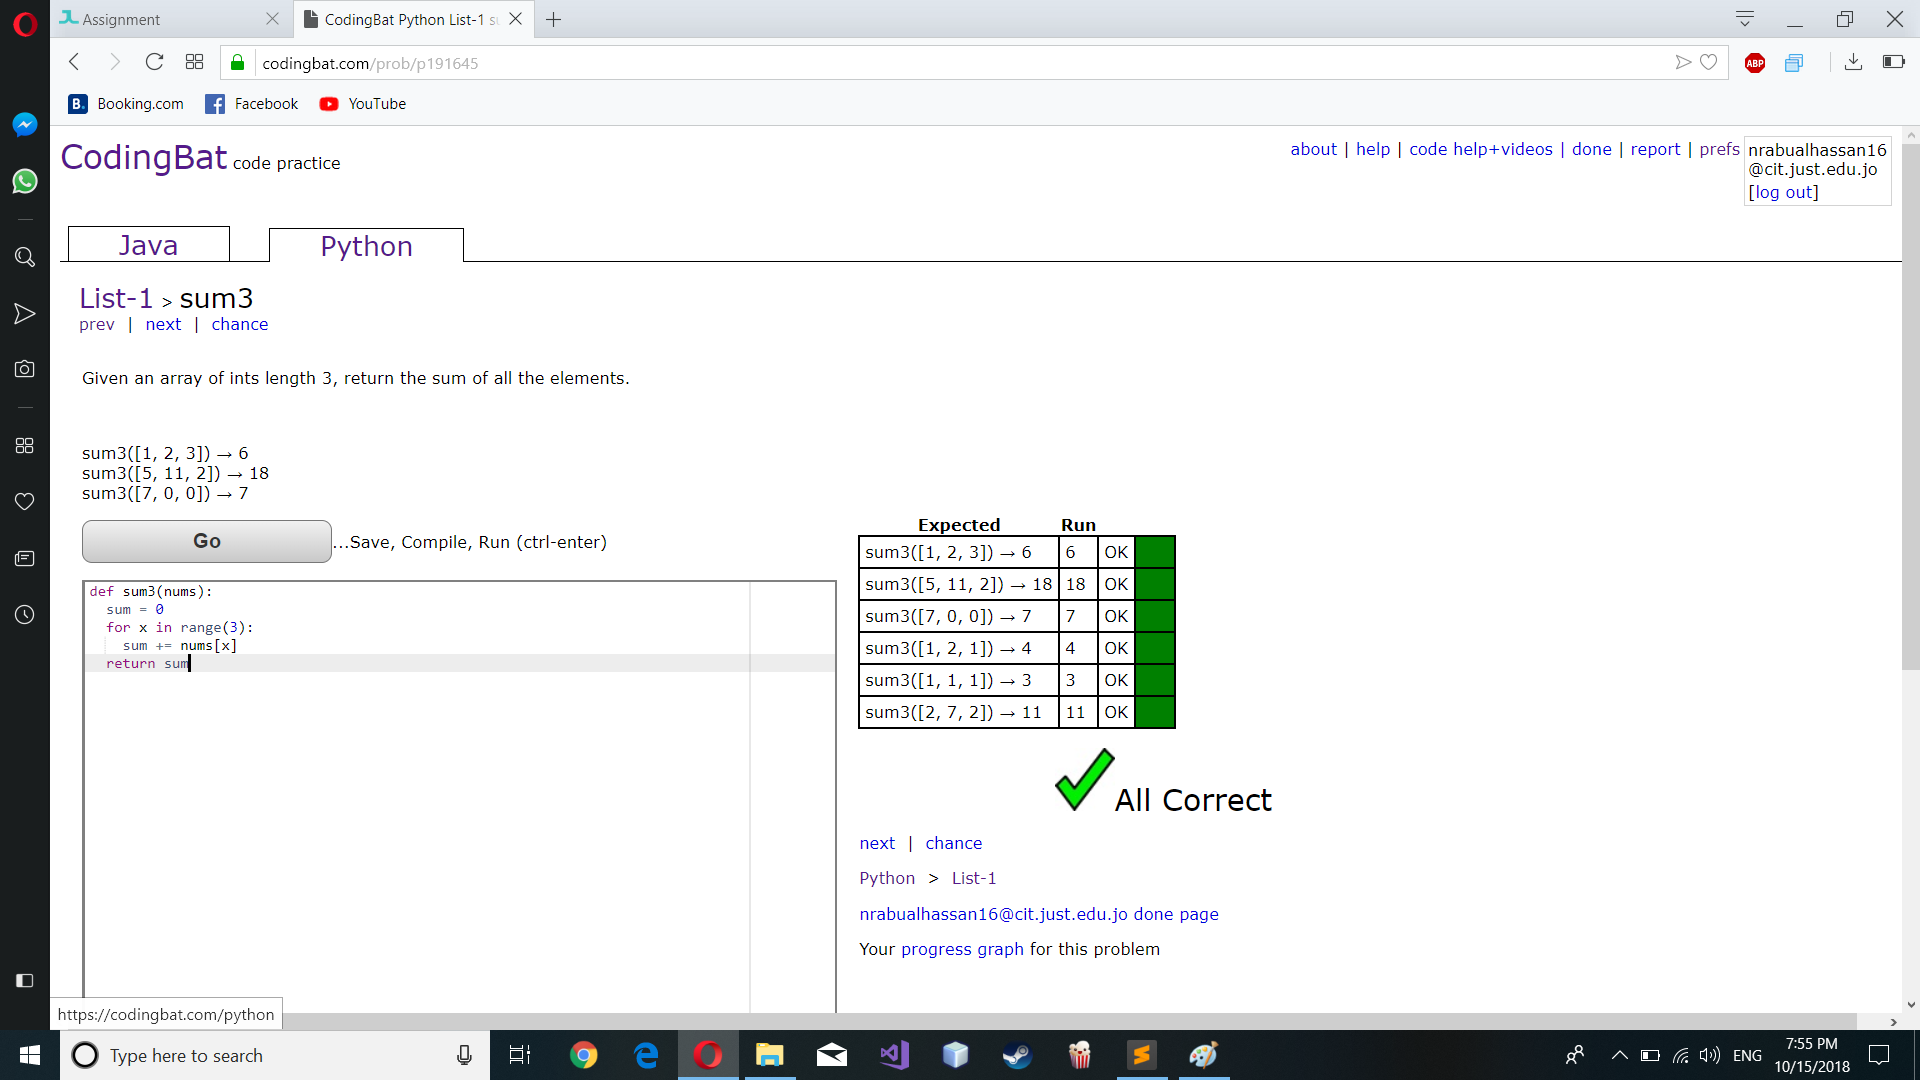 Assignment
CodingBat Python List-1 s
codingbat.com/prob/p191645
ABP
B. Booking.com Facebook YouTube
CodingBat code practice
about | help | code help+videos | done | report | prefs
nrabualhassan16
@cit.just.edu.jo
[log out]
Java
Python
List-1 > sum3
prev | next | chance
Given an array of ints length 3, return the sum of all the elements.
sum3([1, 2, 3]) → 6
sum3([5, 11, 2]) → 18
sum3([7, 0, 0]) → 7
Go ...Save, Compile, Run (ctrl-enter)
def sum3(nums):
sum = 0
for x in range(3):
sum += nums[x]
return sum
Expected Run
sum3([1, 2, 3]) → 6 6 OK
sum3([5, 11, 2]) → 18 18 OK
sum3([7, 0, 0]) → 7 7 OK
sum3([1, 2, 1]) → 4 4 OK
sum3([1, 1, 1]) → 3 3 OK
sum3([2, 7, 2]) → 11 11 OK
All Correct
next | chance
Python > List-1
nrabualhassan16@cit.just.edu.jo done page
Your progress graph for this problem
https://codingbat.com/python
Type here to search
ENG
7:55 PM
10/15/2018